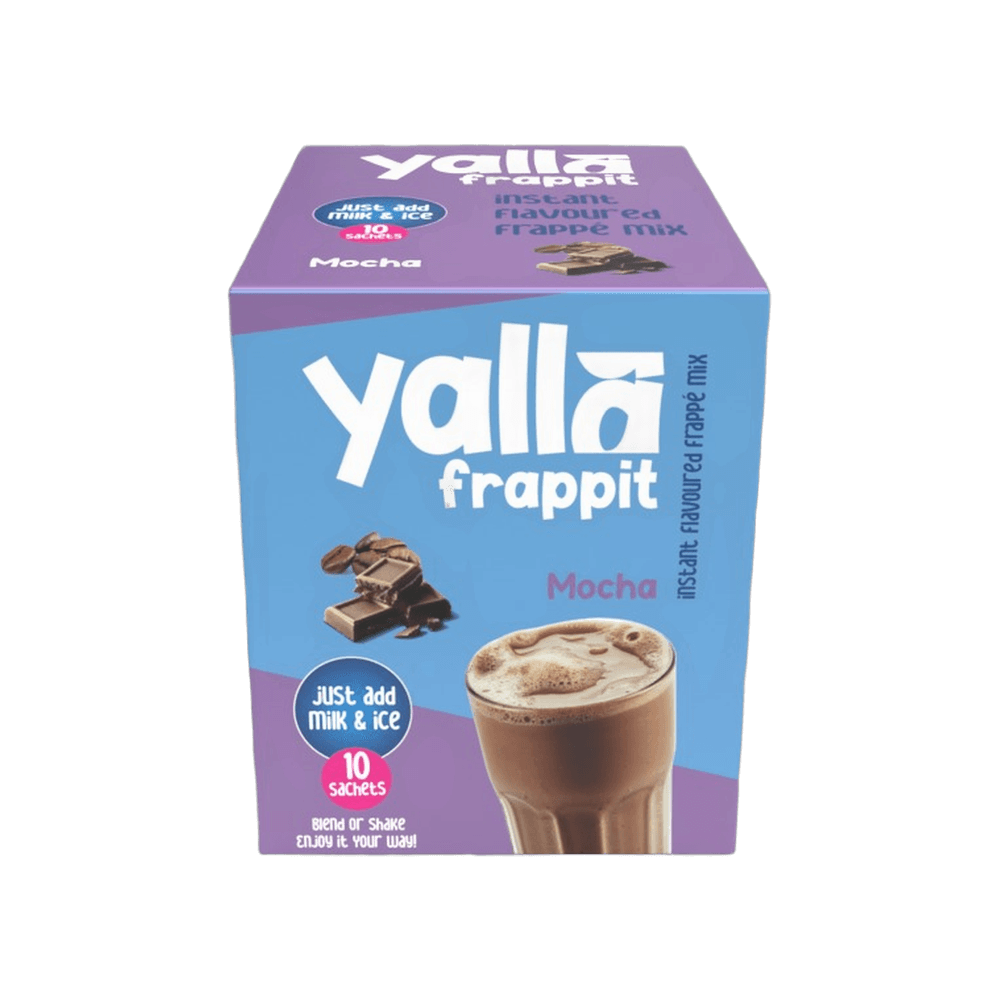 yallā
frappit
just add
milk & ice
10
sachets
instant
flavoured
frappé mix
Mocha
yallā
frappit
instant flavoured frappé mix
Mocha
just add
milk & ice
10
sachets
Blend or Shake
Enjoy it Your Way!